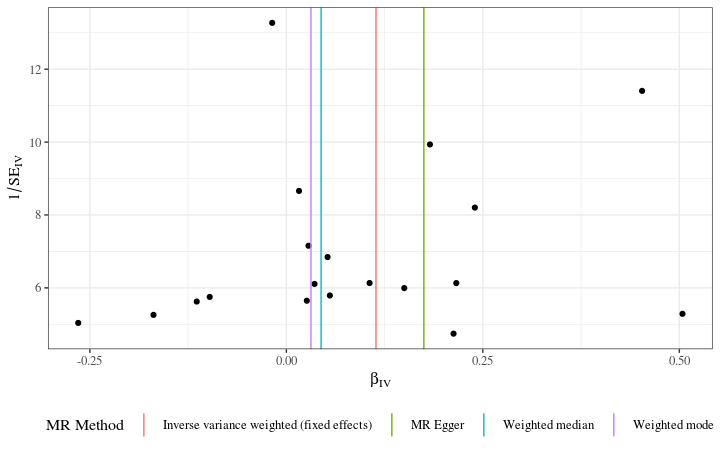 12
10
8
6
1/SE_IV
-0.25
0.00
0.25
0.50
β_IV
MR Method
Inverse variance weighted (fixed effects)
MR Egger
Weighted median
Weighted mode